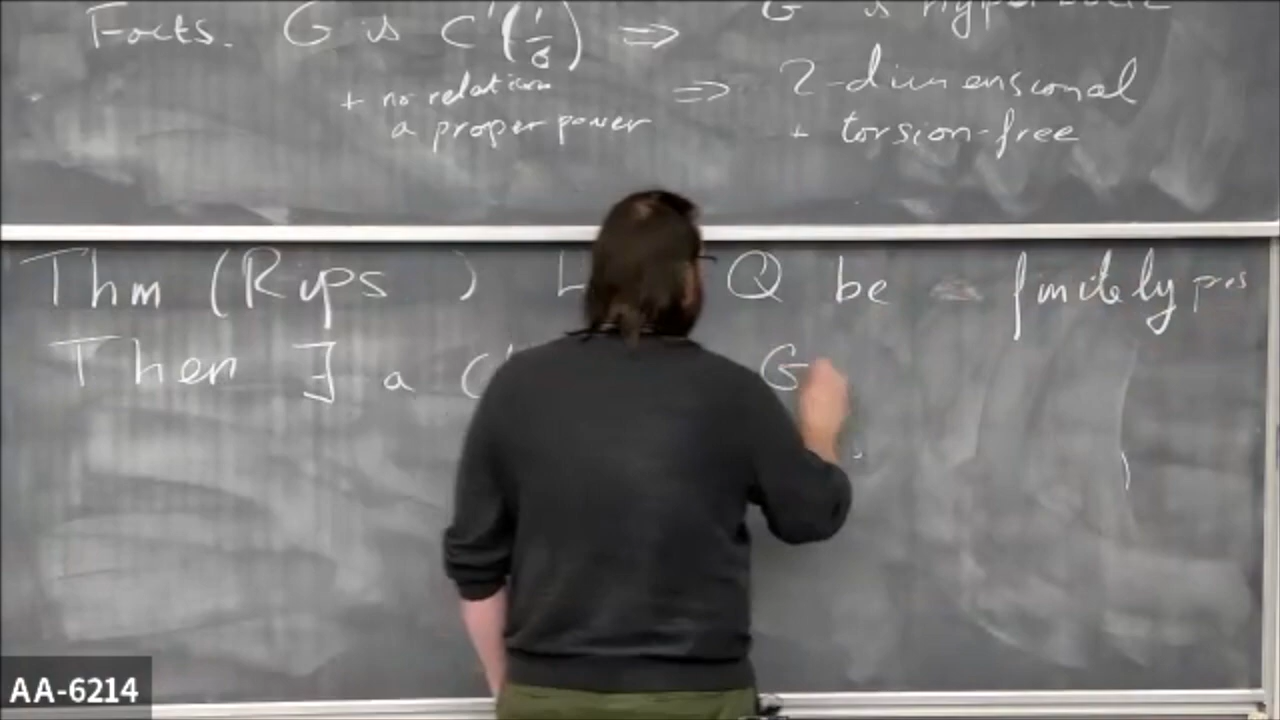 Facts. G is C'(1/6) ⇒ G is hyperbolic
+ no relation ⇒ 2-dimensional
a proper power + torsion-free
Thm (Rips ) Q be finitely pres
Then ∃ a G
AA-6214